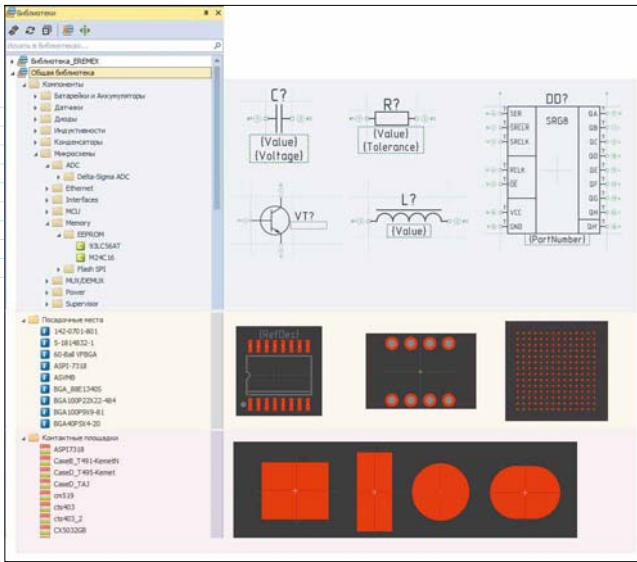 Библиотеки
Искать в библиотеках...
Библиотека_EREMEX
Общая библиотека
Компоненты
Батарейки и Аккумуляторы
Датчики
Диоды
Индуктивности
Конденсаторы
Микросхемы
ADC
Delta-Sigma ADC
Ethernet
Interfaces
MCU
Memory
EEPROM
93LC56AT
M24C16
Flash SPI
MUX/DEMUX
Power
Supervisor
C?
(Value)
(Voltage)
R?
(Value)
(Tolerance)
DD?
SRG8
SER
SRCLR
SRCLK
RCLK
OE
VCC
GND
QA
QB
QC
QD
QE
QF
QG
QH
QH'
(PartNumber)
VT?
L?
(Value)
Посадочные места
142-0701-801
5-1814832-1
60-Ball VFBGA
ASPI-7318
ASVMB
BGA_B8E1340S
BGA100P22X22-484
BGA100P9X9-81
BGA40P5X4-20
(RefDes)
Контактные площадки
ASPI7318
CaseB_T491-KemetN
CaseD_T495-Kemet
CaseD_TAJ
cm519
cts403
cts403_2
CX5032GB